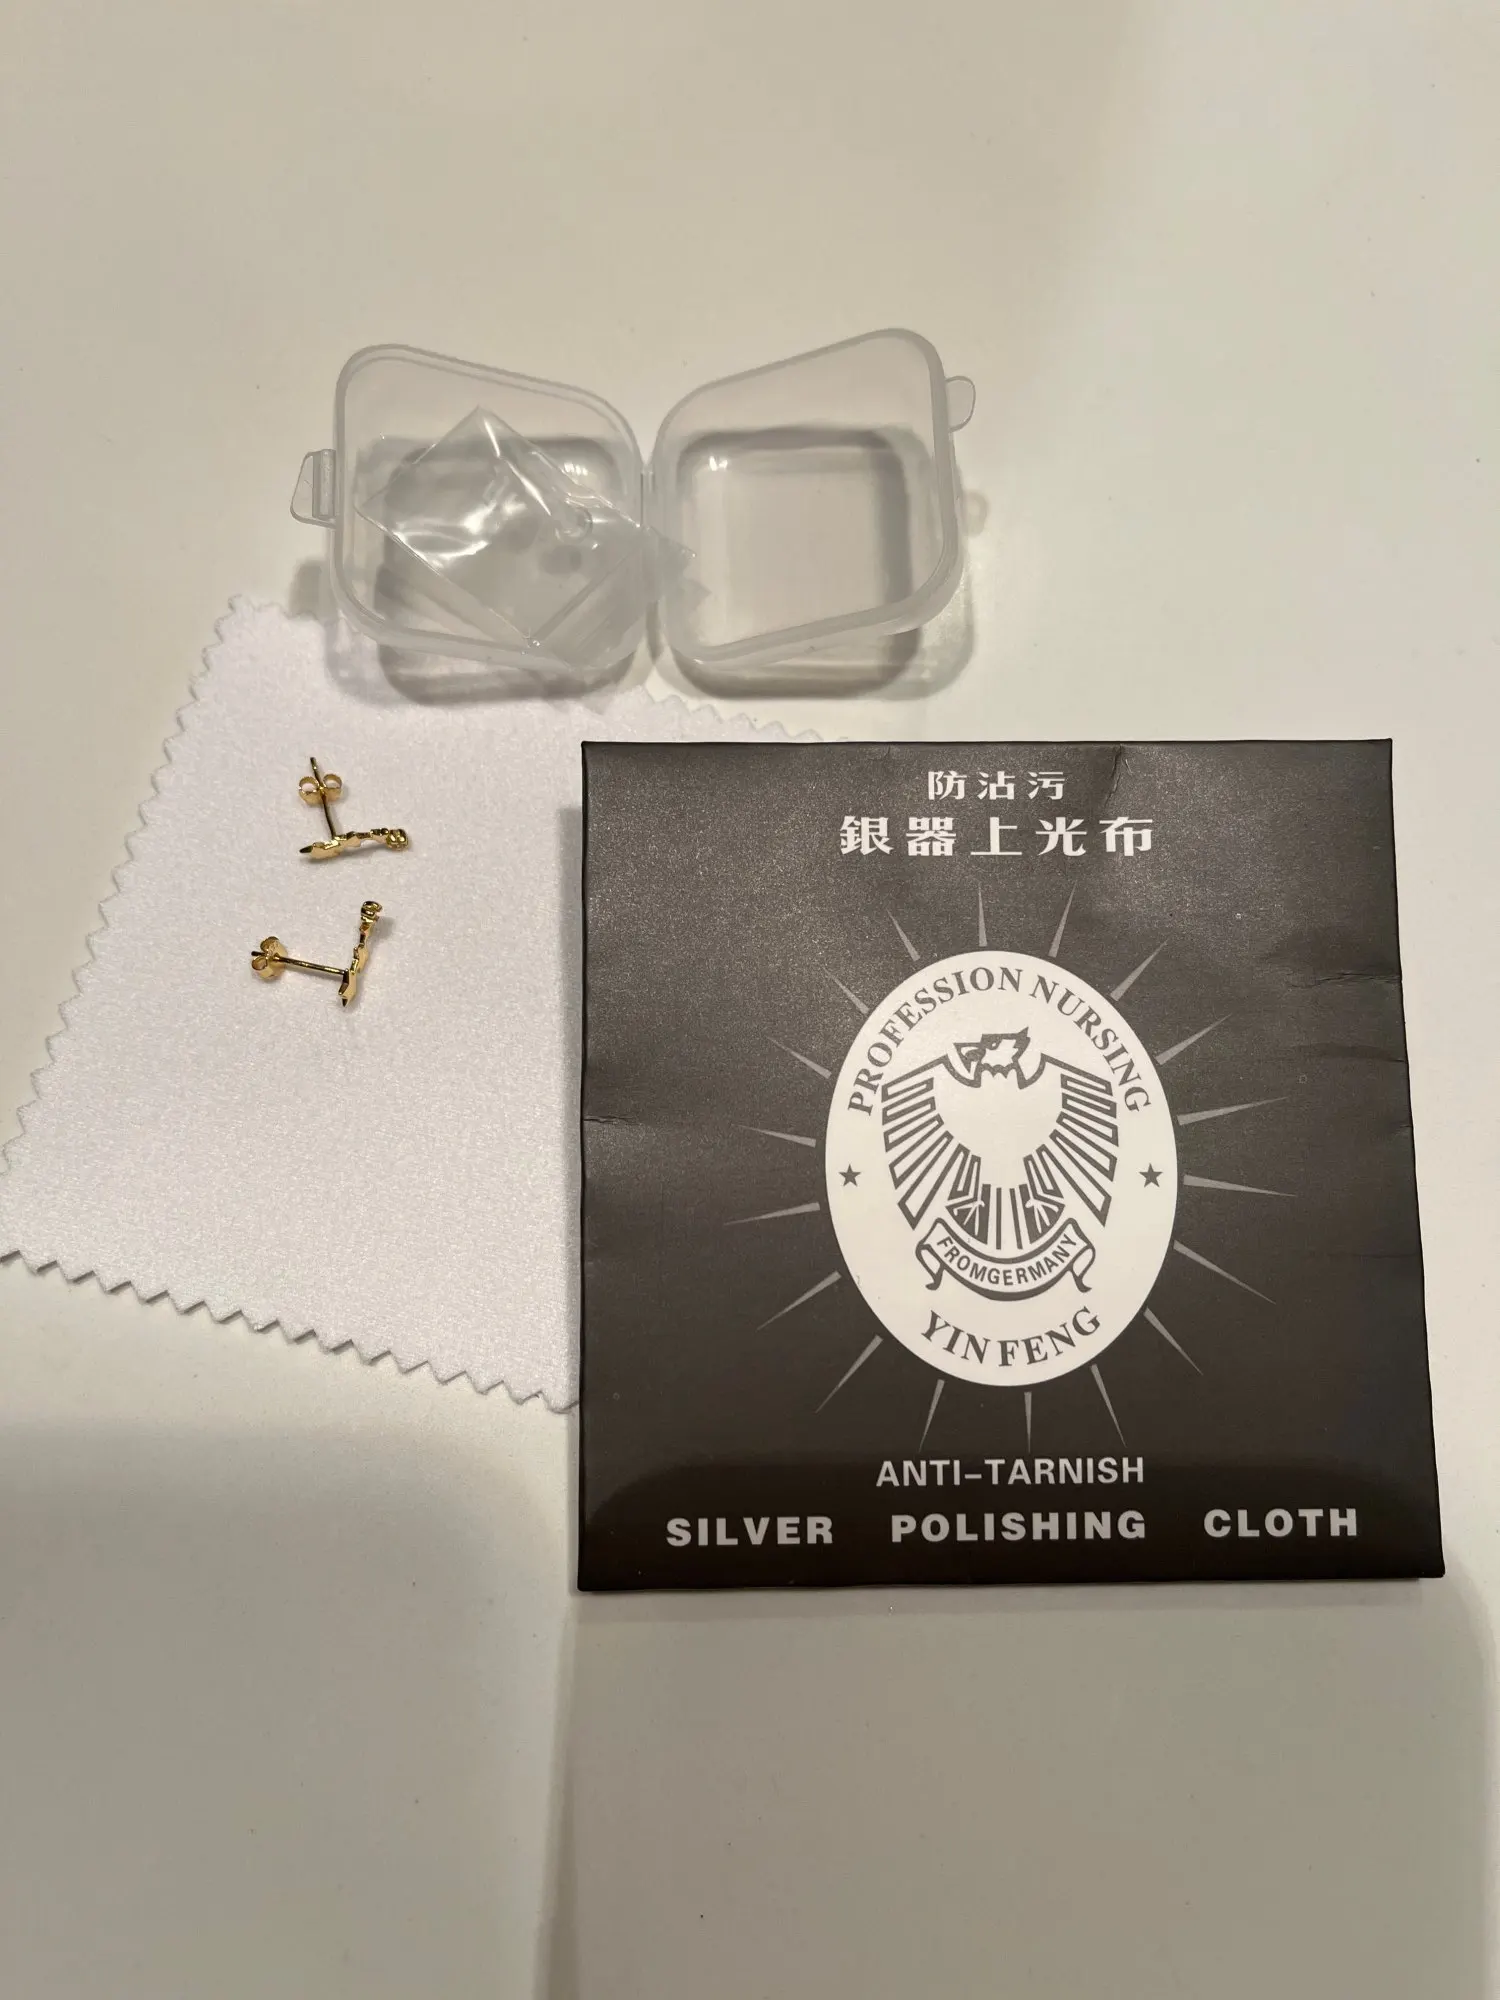 防沾污
銀器上光布
PROFESSION NURSING
FROMGERMANY
YIN FENG
ANTI-TARNISH
SILVER POLISHING CLOTH